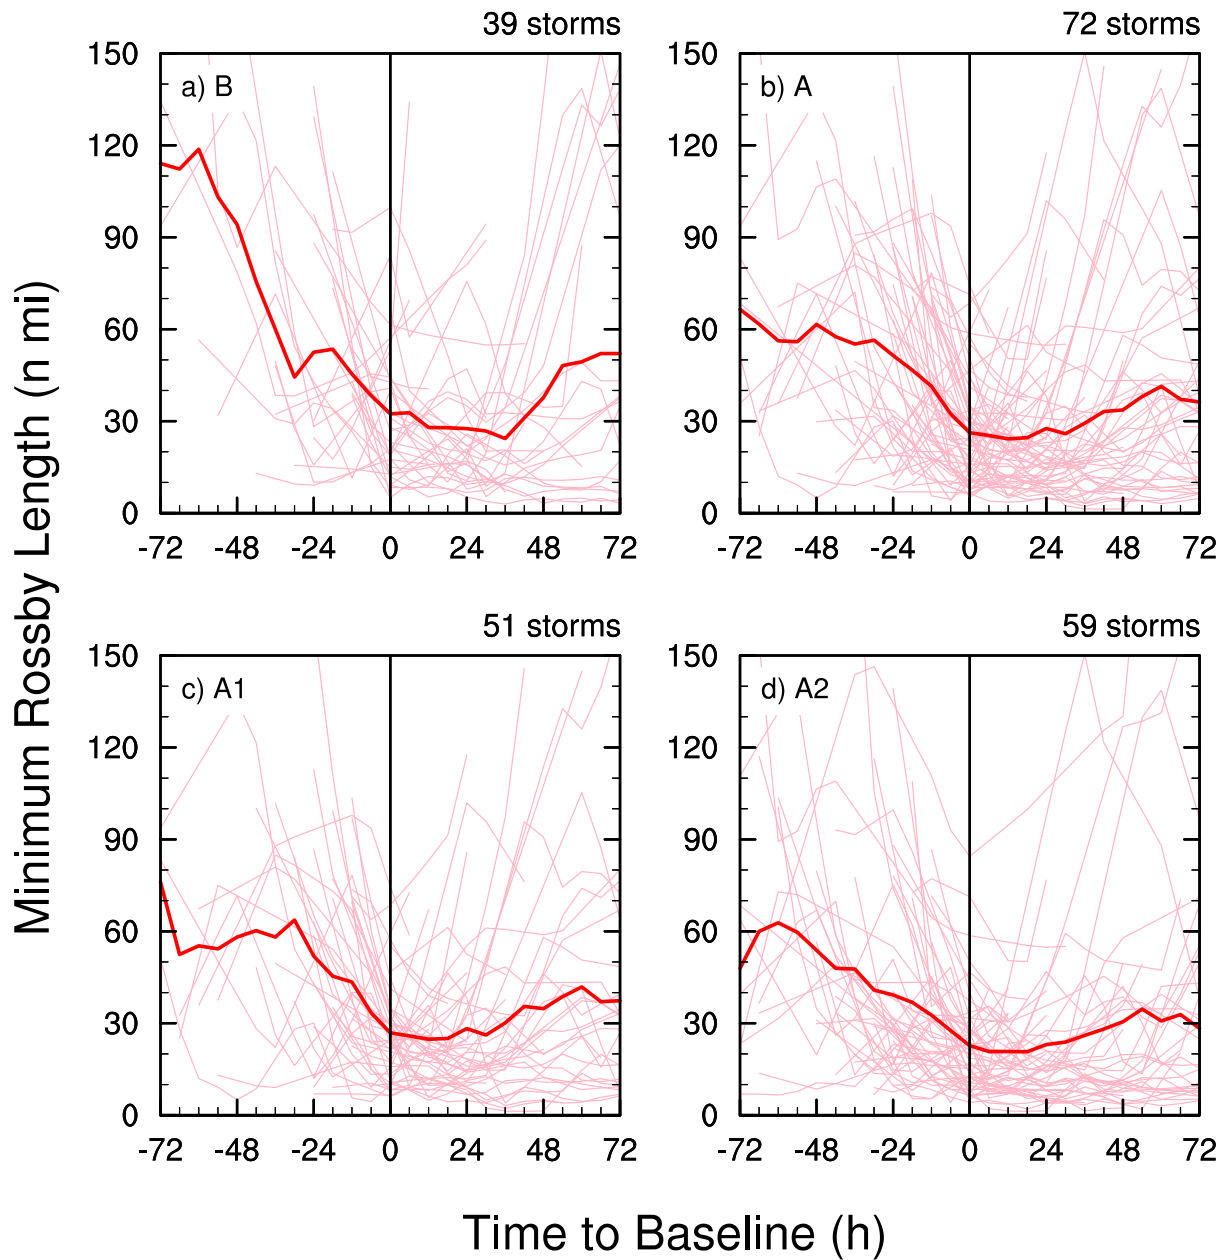 39 storms
72 storms
150
120
90
60
30
0
a) B
-72 -48 -24 0 24 48 72
150
120
90
60
30
0
b) A
-72 -48 -24 0 24 48 72
Minimum Rossby Length (n mi)
51 storms
59 storms
150
120
90
60
30
0
c) A1
-72 -48 -24 0 24 48 72
150
120
90
60
30
0
d) A2
-72 -48 -24 0 24 48 72
Time to Baseline (h)